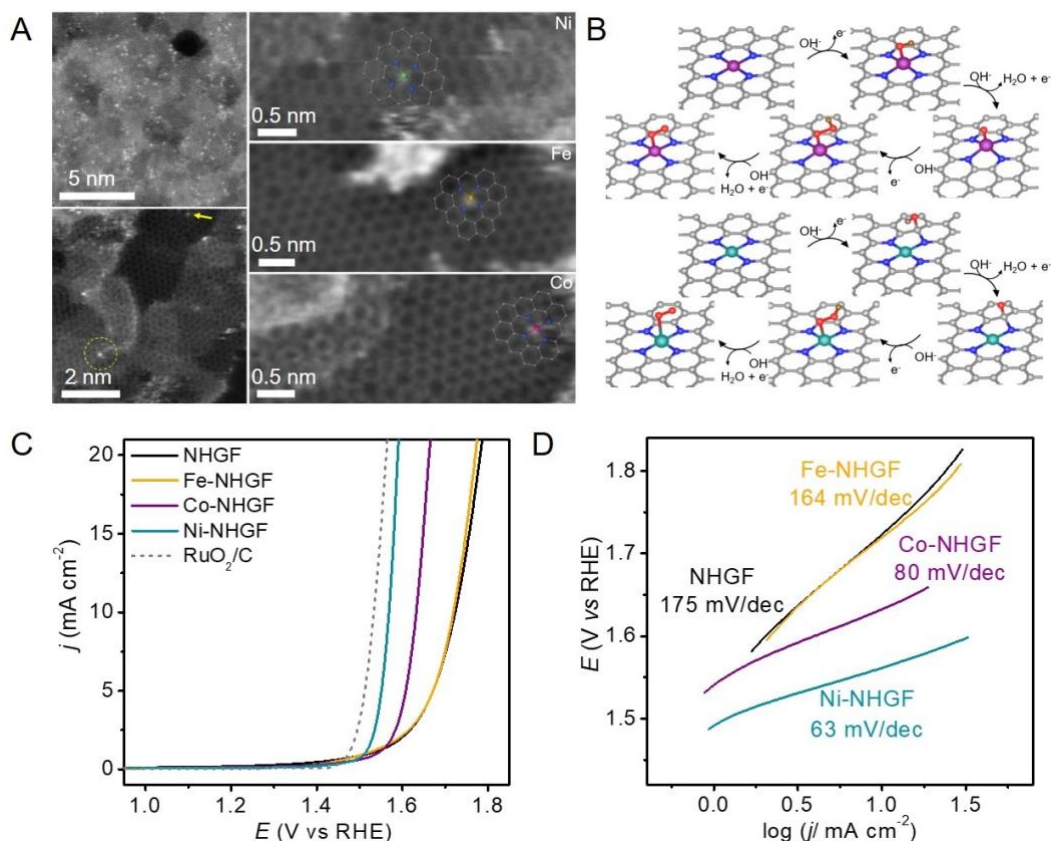 A
5 nm
2 nm
Ni
0.5 nm
Fe
0.5 nm
Co
0.5 nm
B
OH⁻
e⁻
OH⁻
H₂O + e⁻
OH⁻
e⁻
OH
H₂O + e⁻
OH⁻
e⁻
OH⁻
H₂O + e⁻
OH⁻
e⁻
OH
H₂O + e⁻
C
NHGF
Fe-NHGF
Co-NHGF
Ni-NHGF
RuO₂/C
20
15
10
5
0
j (mA cm⁻²)
1.0 1.2 1.4 1.6 1.8
E (V vs RHE)
D
Fe-NHGF
164 mV/dec
Co-NHGF
80 mV/dec
NHGF
175 mV/dec
Ni-NHGF
63 mV/dec
1.8
1.7
1.6
1.5
E (V vs RHE)
0.0 0.5 1.0 1.5
log (j/ mA cm⁻²)